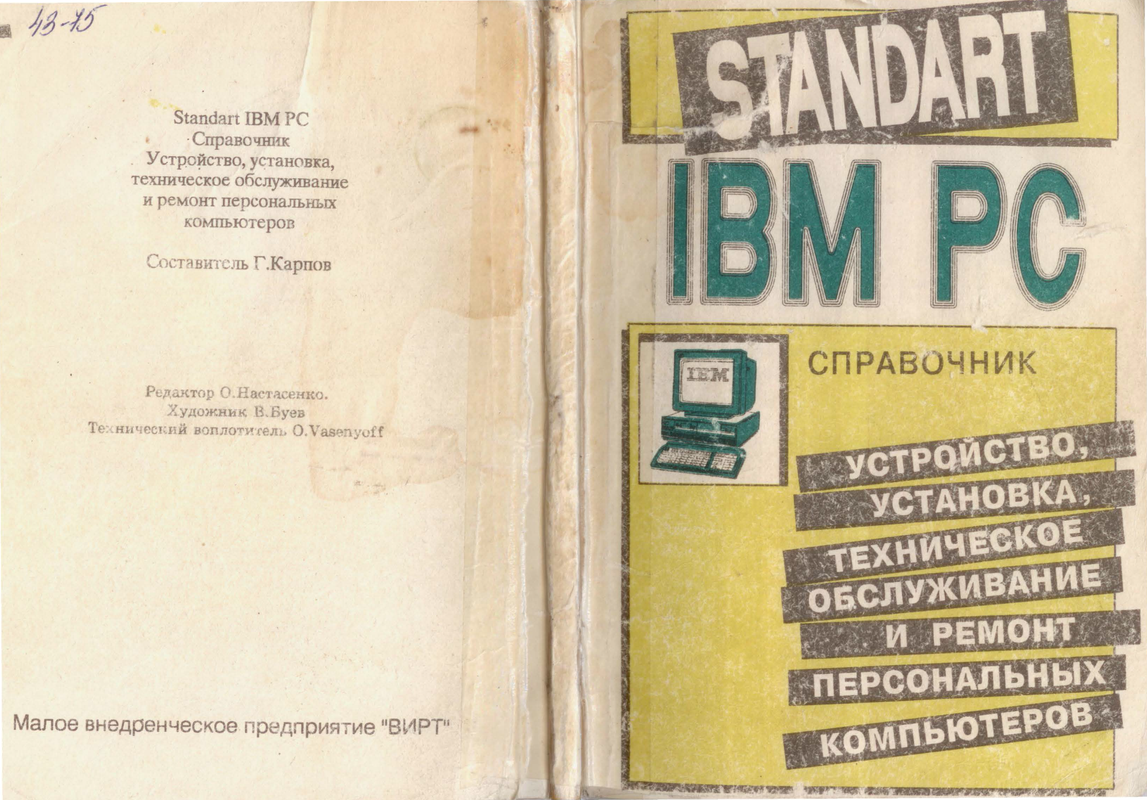 43-15
Standart IBM PC
Справочник
Устройство, установка,
техническое обслуживание
и ремонт персональных
компьютеров
Составитель Г.Карпов
Редактор О.Настасенко.
Художник В.Буев
Технический воплотитель O.Vasenyoff
Малое внедренческое предприятие "ВИРТ"
STANDART
IBM PC
IBM
СПРАВОЧНИК
УСТРОЙСТВО,
УСТАНОВКА,
ТЕХНИЧЕСКОЕ
ОБСЛУЖИВАНИЕ
И РЕМОНТ
ПЕРСОНАЛЬНЫХ
КОМПЬЮТЕРОВ